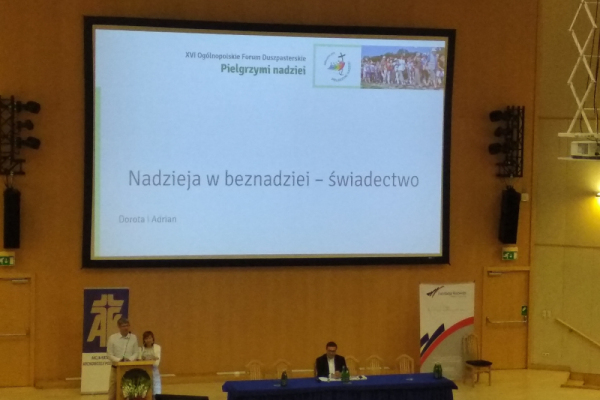 XVI Ogólnopolskie Forum Duszpasterskie
Pielgrzymi nadziei
Nadzieja w beznadziei – świadectwo
Dorota i Adrian